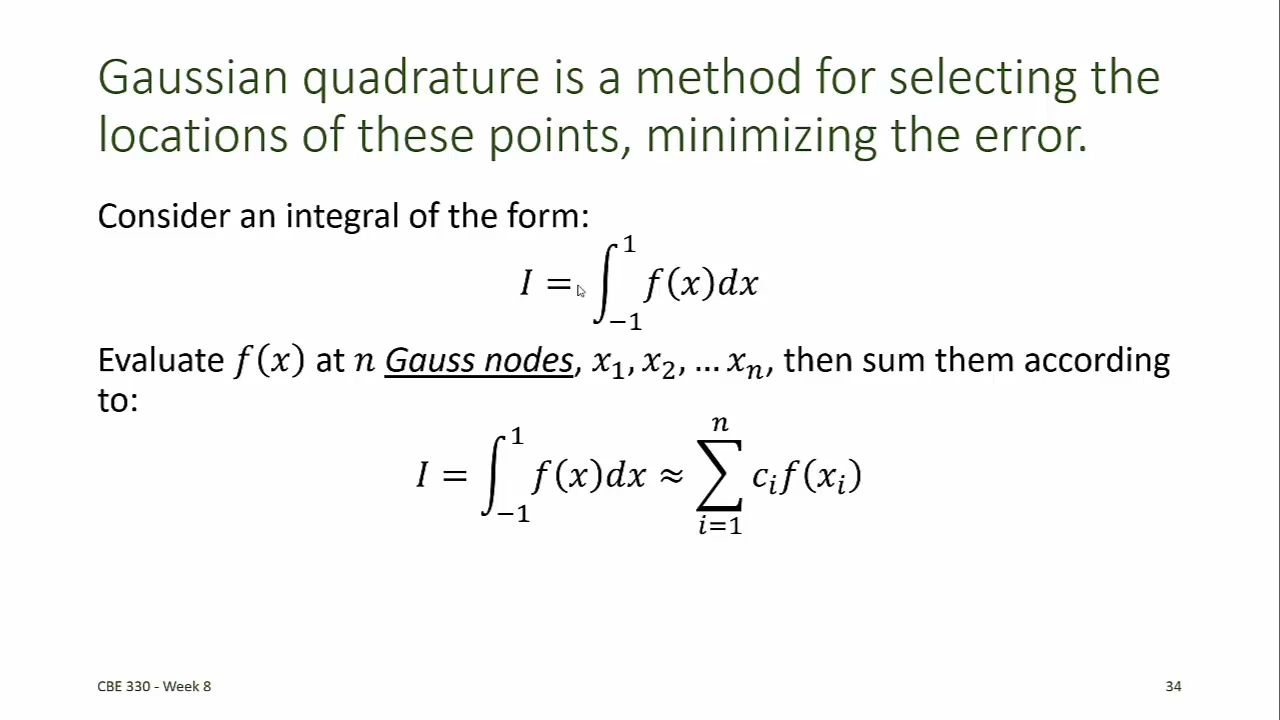 Gaussian quadrature is a method for selecting the
locations of these points, minimizing the error.
Consider an integral of the form:
I = ∫₋₁¹ f(x)dx
Evaluate f(x) at n Gauss nodes, x₁, x₂, … xₙ, then sum them according
to:
I = ∫₋₁¹ f(x)dx ≈ ∑ᵢ₌₁ⁿ cᵢf(xᵢ)
CBE 330 - Week 8
34